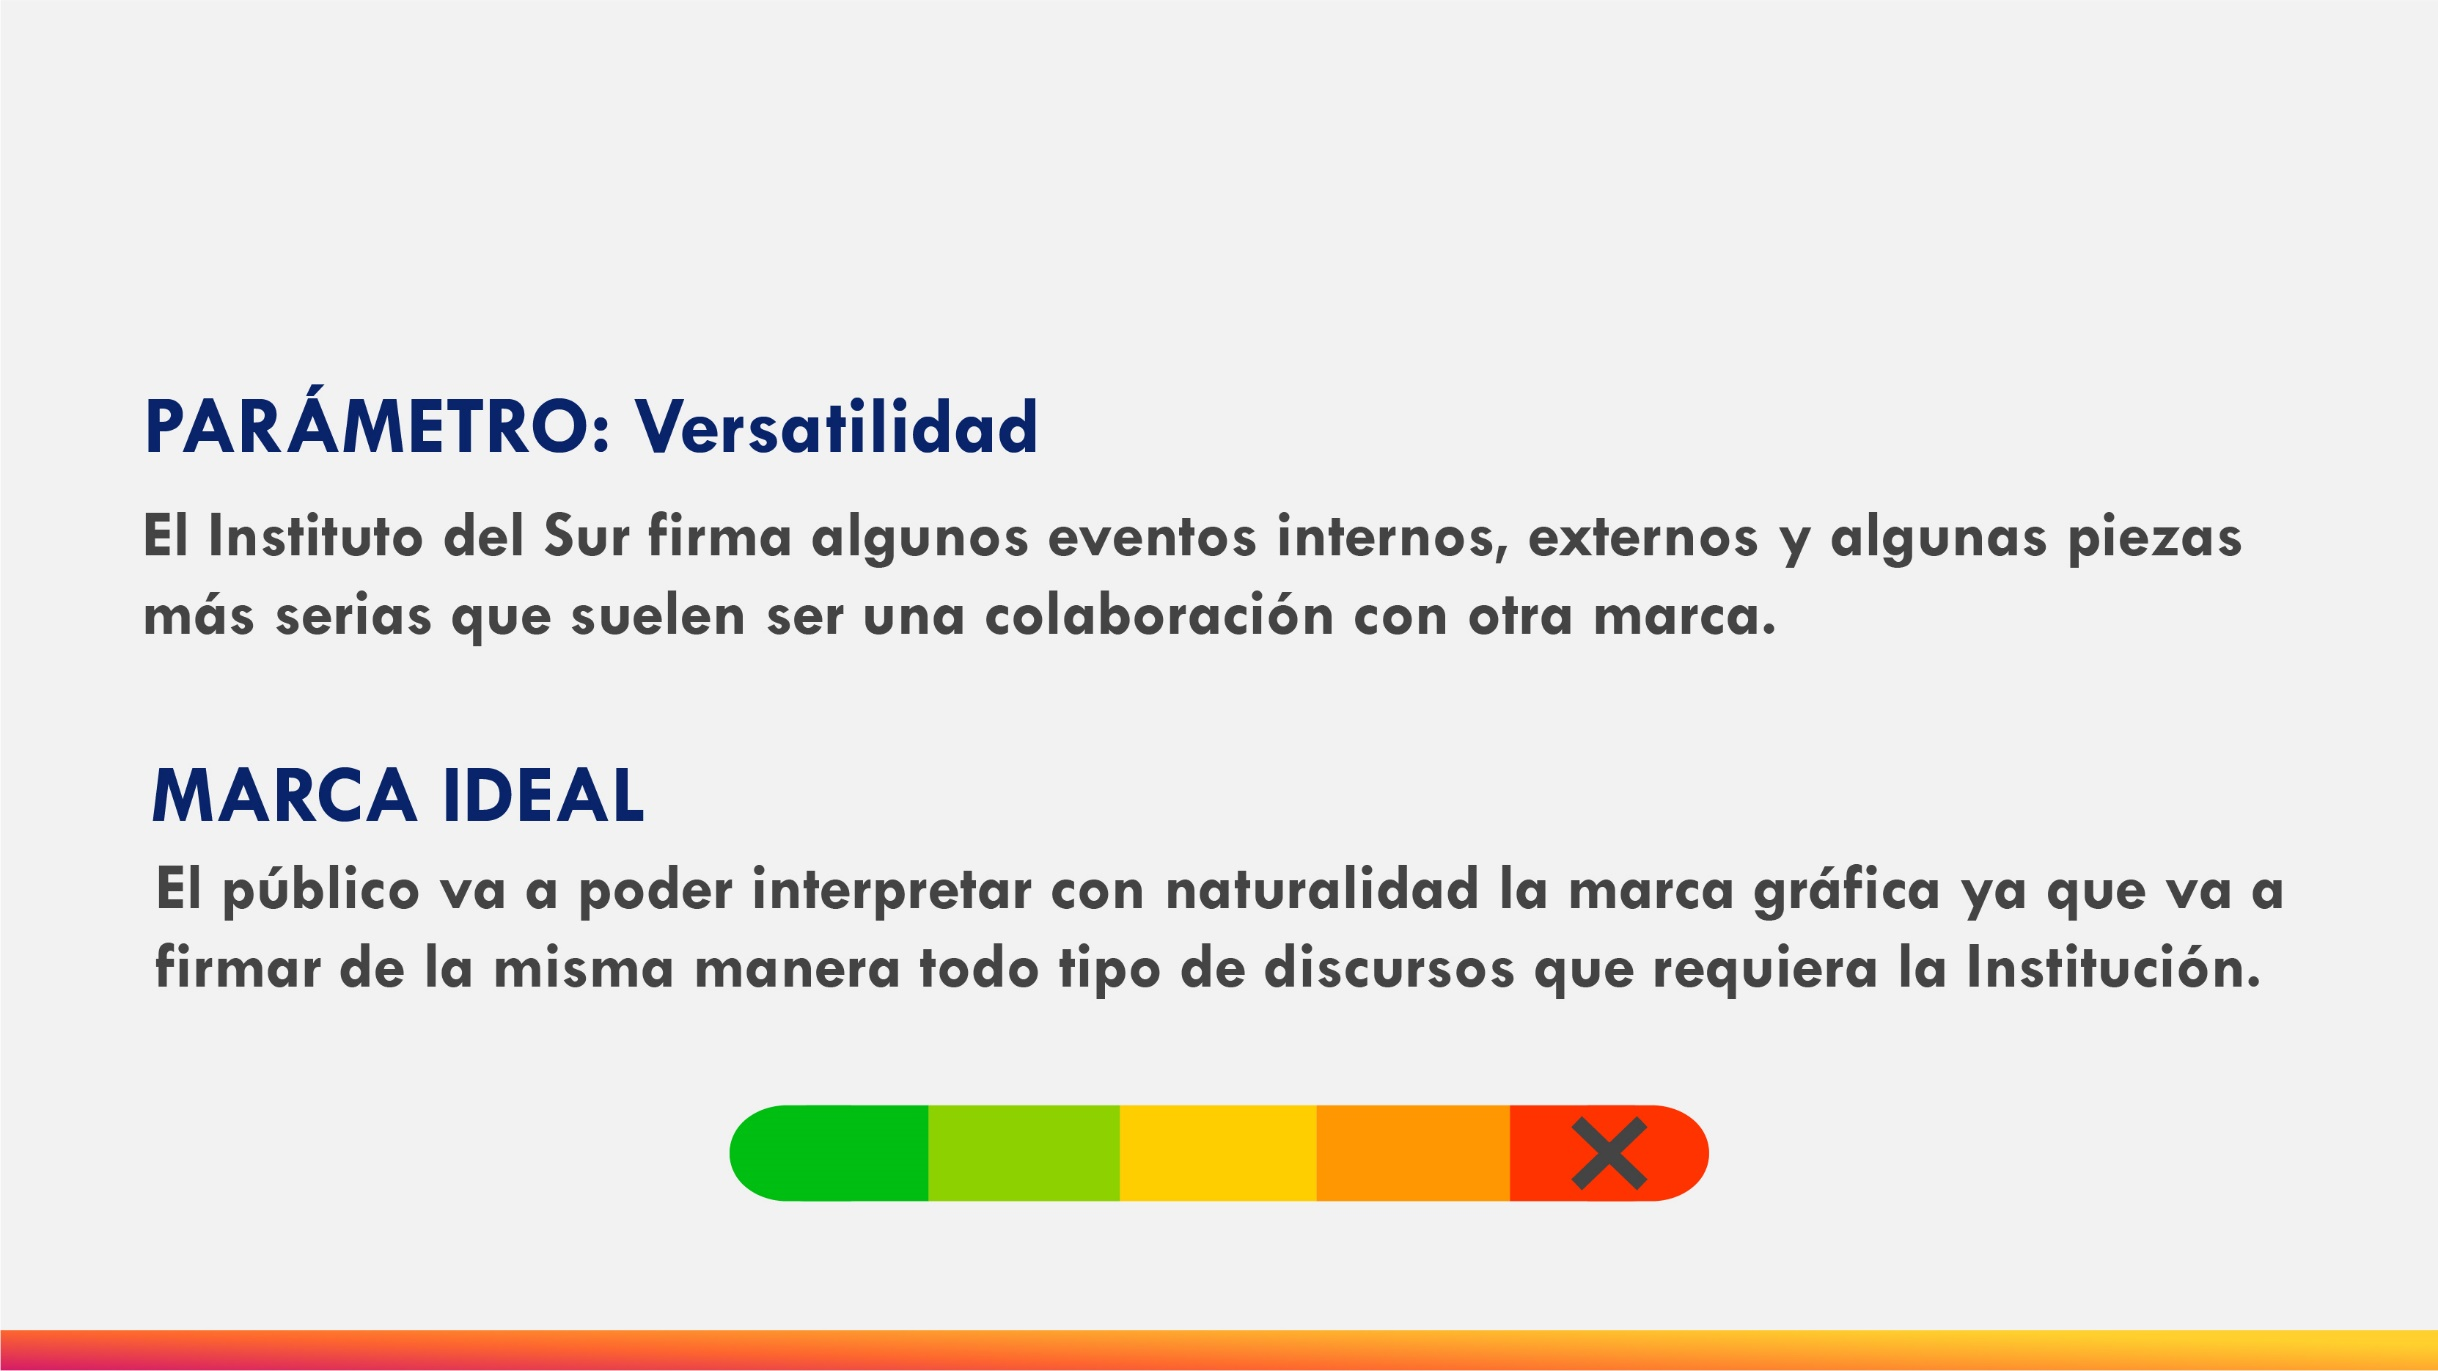 PARÁMETRO: Versatilidad
El Instituto del Sur firma algunos eventos internos, externos y algunas piezas
más serias que suelen ser una colaboración con otra marca.
MARCA IDEAL
El público va a poder interpretar con naturalidad la marca gráfica ya que va a
firmar de la misma manera todo tipo de discursos que requiera la Institución.